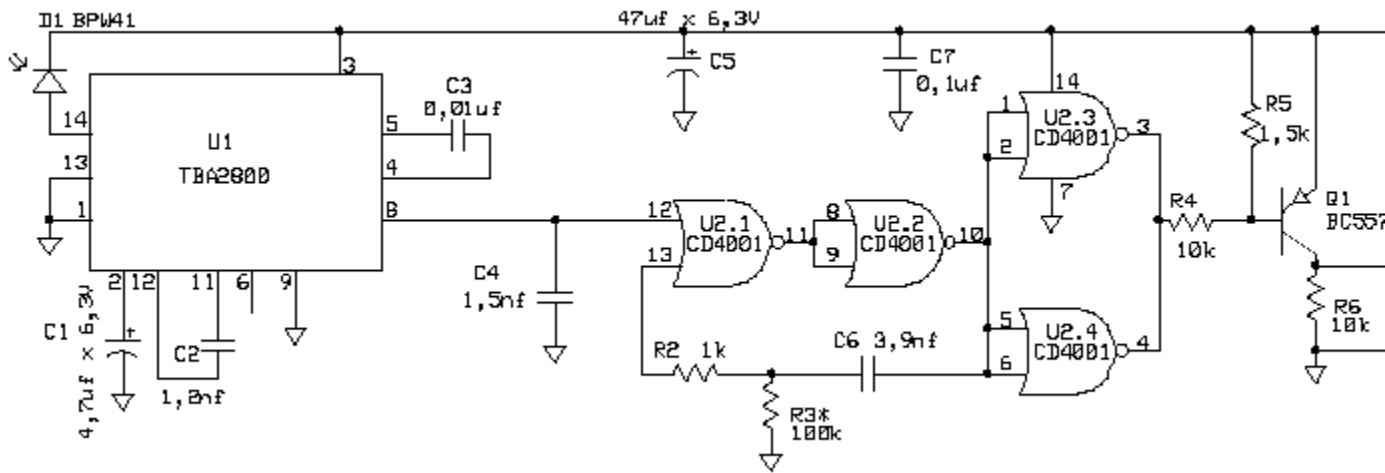 D1 BPW41
47uf x 6,3V
3
+
C5
C7
0,1uf
14
C3
0,01uf
14
5
1
U2.3
CD4001
3
R5
1,5k
13
U1
TBA2800
4
2
7
1
8
12
U2.1
CD4001
11
8
U2.2
CD4001
10
R4
10k
Q1
BC557
13
9
2
12
11
6
9
C4
1,5nf
R6
10k
C1
+
4,7uf x 6,3V
C2
1,0nf
R2
1k
C6
3,9nf
5
6
U2.4
CD4001
4
R3*
100k